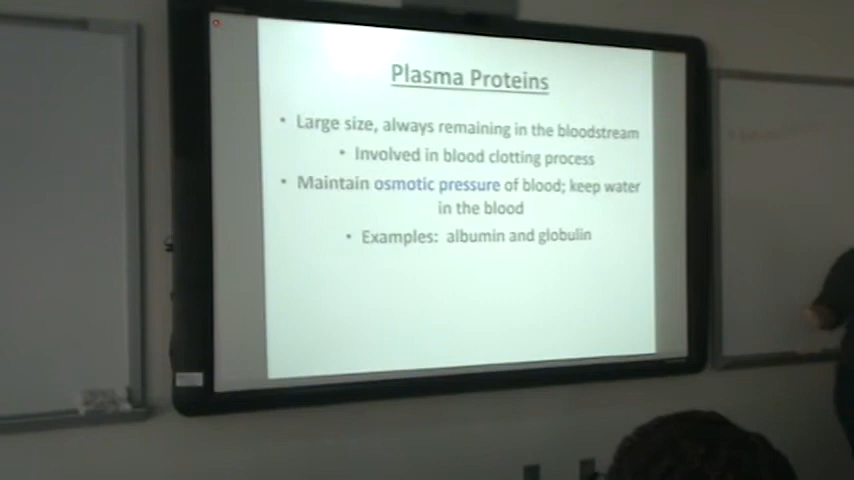 Plasma Proteins
• Large size, always remaining in the bloodstream
• Involved in blood clotting process
• Maintain osmotic pressure of blood; keep water
in the blood
• Examples: albumin and globulin